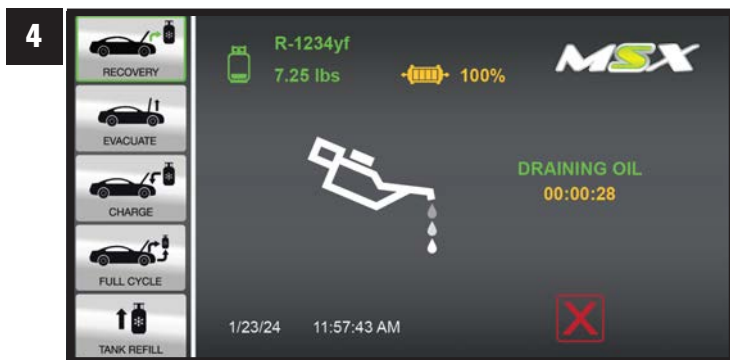 4
RECOVERY
EVACUATE
CHARGE
FULL CYCLE
TANK REFILL
R-1234yf
7.25 lbs
100%
MSX
DRAINING OIL
00:00:28
1/23/24 11:57:43 AM